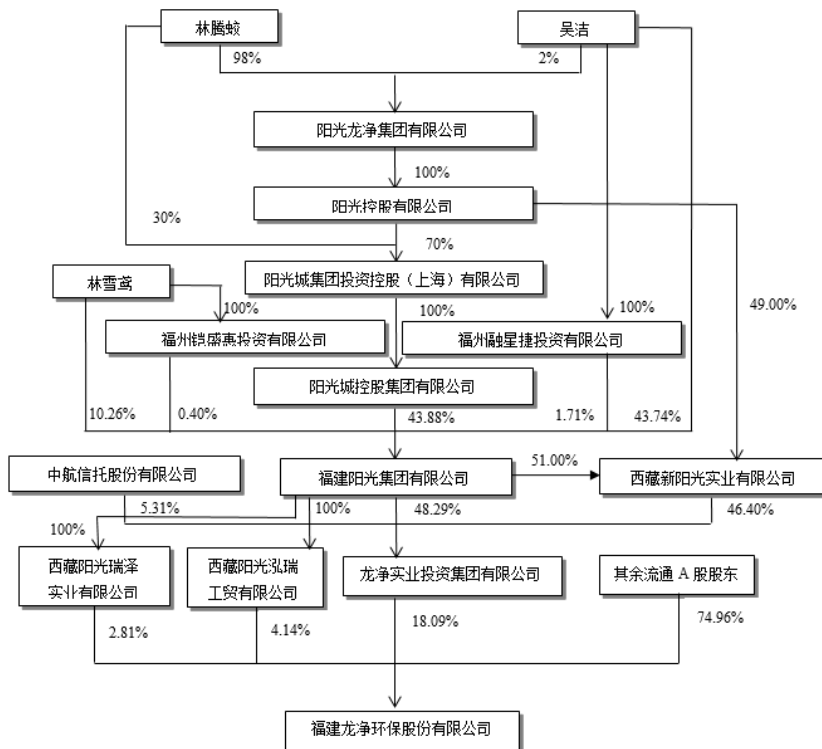 林腾蛟
吴洁
98%
2%
阳光龙净集团有限公司
100%
阳光控股有限公司
30%
70%
阳光城集团投资控股（上海）有限公司
林雪鸢
100%
100%
100%
49.00%
福州铠盛惠投资有限公司
福州融星捷投资有限公司
阳光城控股集团有限公司
10.26%
0.40%
43.88%
1.71%
43.74%
中航信托股份有限公司
福建阳光集团有限公司
51.00%
西藏新阳光实业有限公司
5.31%
100%
48.29%
46.40%
100%
西藏阳光瑞泽
实业有限公司
西藏阳光泓瑞
工贸有限公司
龙净实业投资集团有限公司
其余流通 A 股股东
2.81%
4.14%
18.09%
74.96%
福建龙净环保股份有限公司